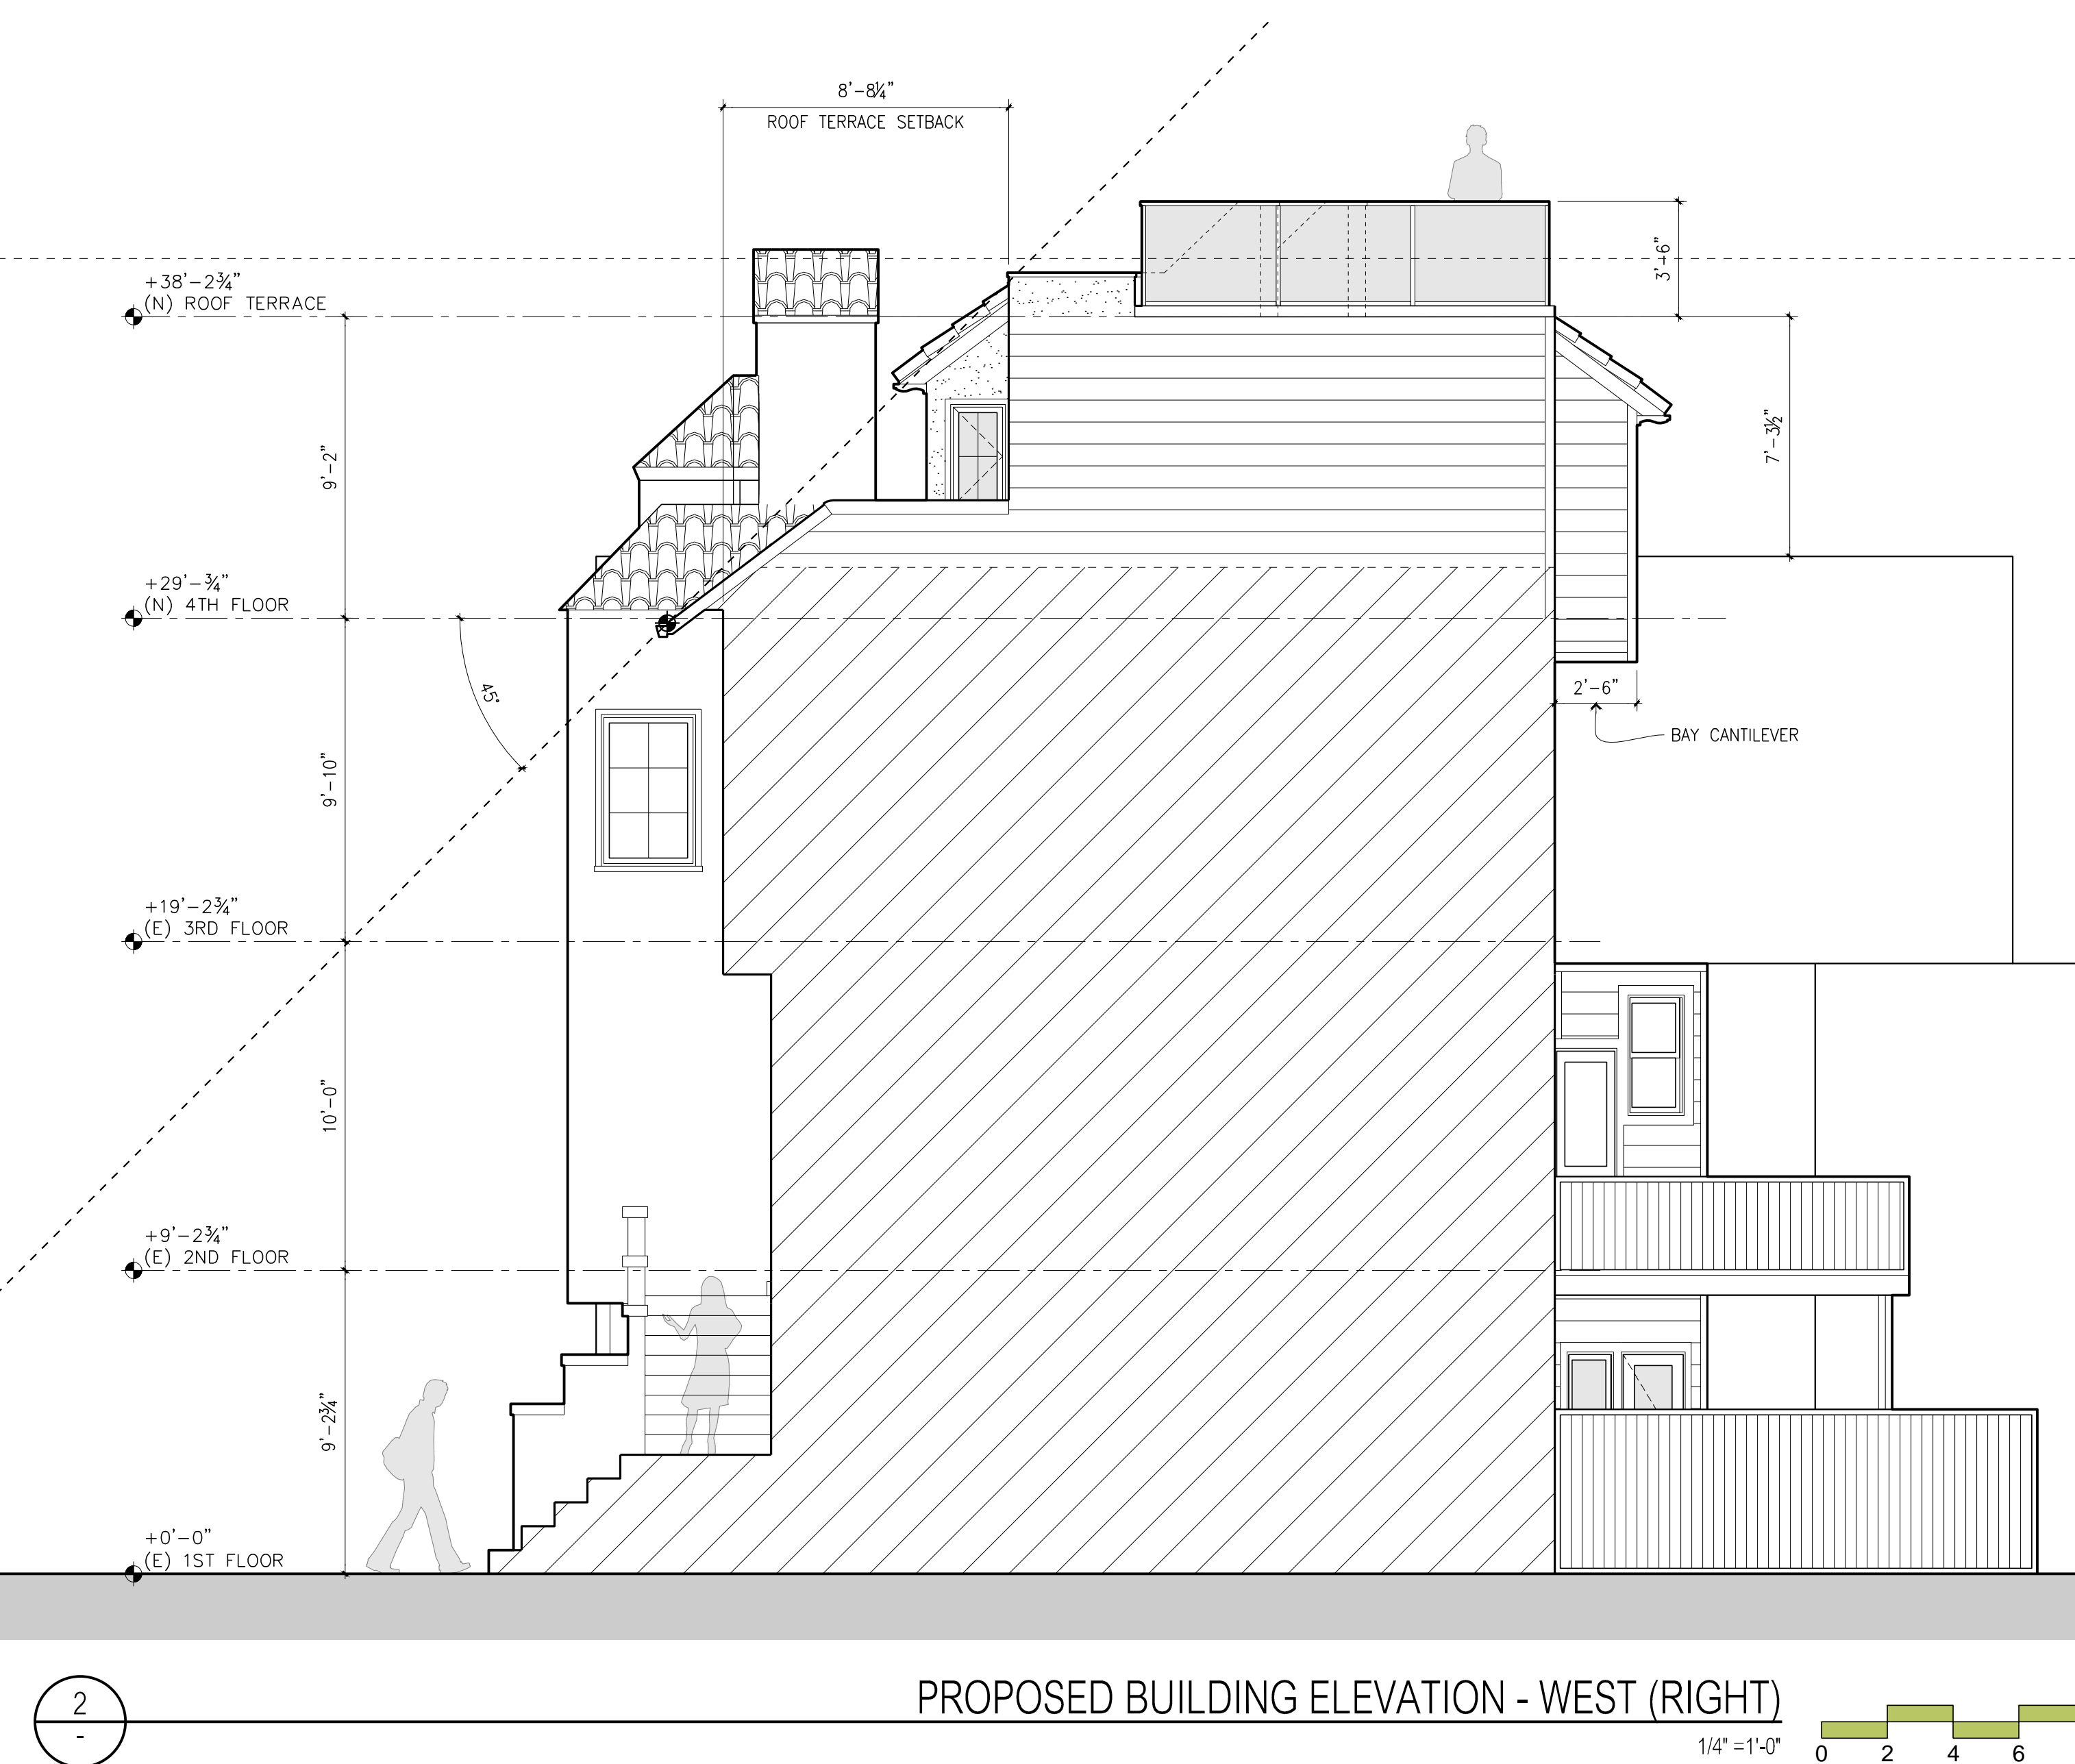 8'-8¼"
ROOF TERRACE SETBACK
3'-6"
+38'-2¾"
(N) ROOF TERRACE
9'-2"
7'-3½"
+29'-¾"
(N) 4TH FLOOR
45°
2'-6"
BAY CANTILEVER
9'-10"
+19'-2¾"
(E) 3RD FLOOR
10'-0"
+9'-2¾"
(E) 2ND FLOOR
9'-2¾"
+0'-0"
(E) 1ST FLOOR
2
-
PROPOSED BUILDING ELEVATION - WEST (RIGHT)
1/4" =1'-0"
0 2 4 6